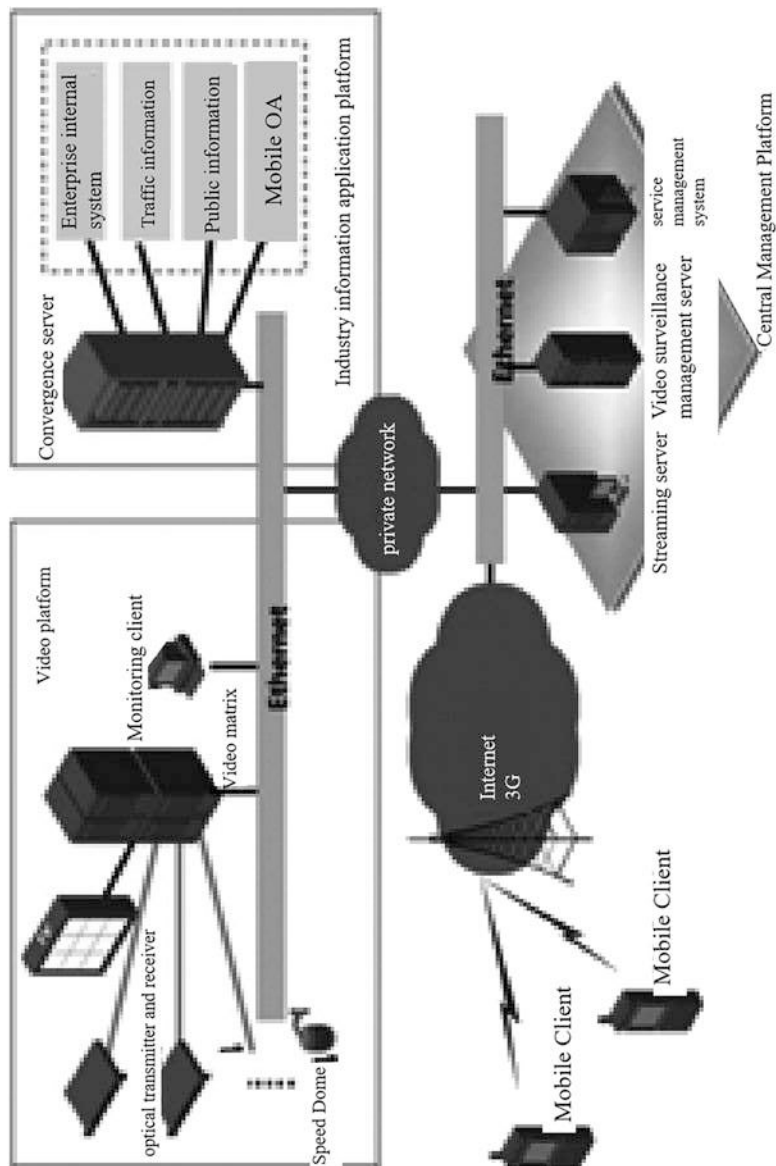 Video platform
Monitoring client
Video matrix
optical transmitter and receiver
Speed Dome
Ethernet
Convergence server
Enterprise internal
system
Traffic information
Public information
Mobile OA
Industry information application platform
private network
Internet
3G
Mobile Client
Mobile Client
Ethernet
Streaming server
Video surveillance
management server
service
management
system
Central Management Platform